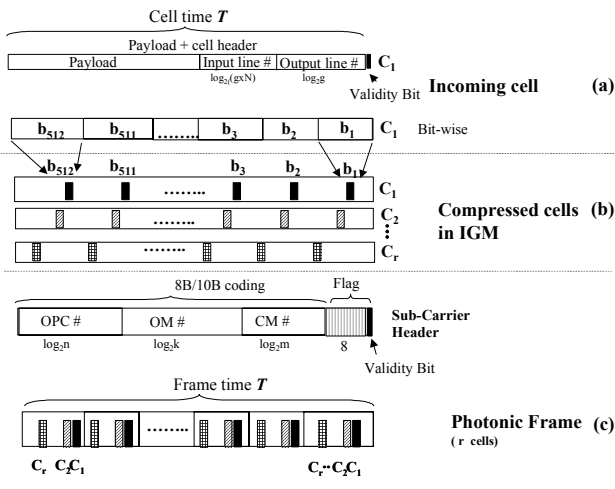 Cell time T
Payload + cell header
Payload Input line # Output line # C1
log2(gxN) log2g
Validity Bit
Incoming cell (a)
b512 b511 ........ b3 b2 b1 C1 Bit-wise
b512 b511 b3 b2 b1
........ C1
........ C2
........ Cr
Compressed cells
in IGM
(b)
8B/10B coding Flag
OPC # OM # CM #
log2n log2k log2m 8
Sub-Carrier
Header
Validity Bit
Frame time T
........
Cr C2C1 Cr··C2C1
Photonic Frame (c)
( r cells)